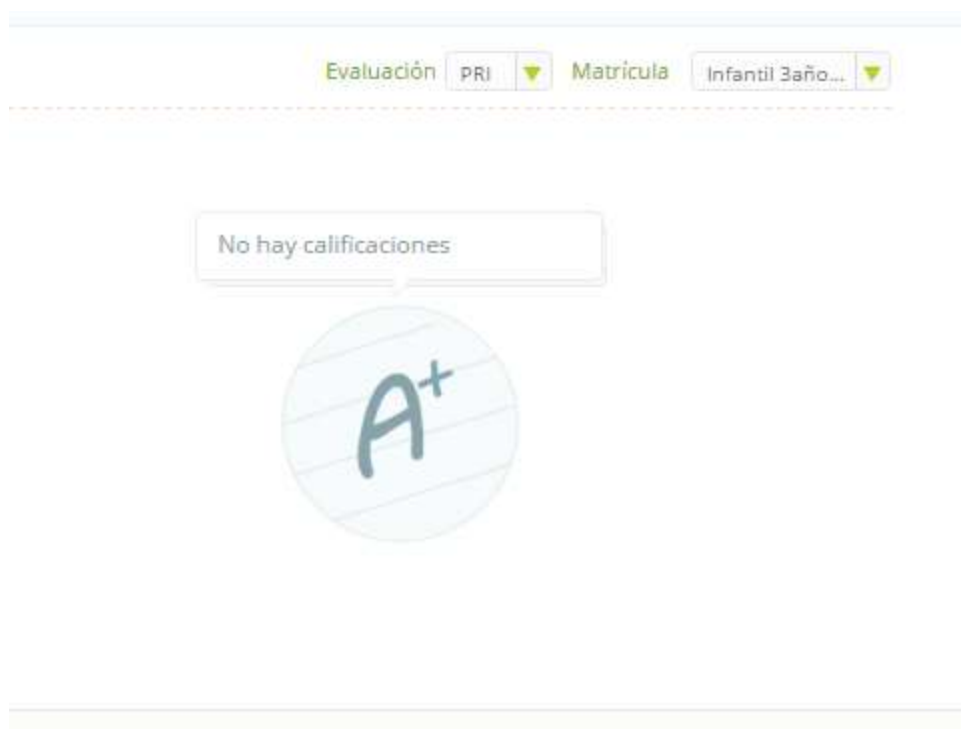 Evaluación PRI Matrícula Infantil 3año...
No hay calificaciones
A+